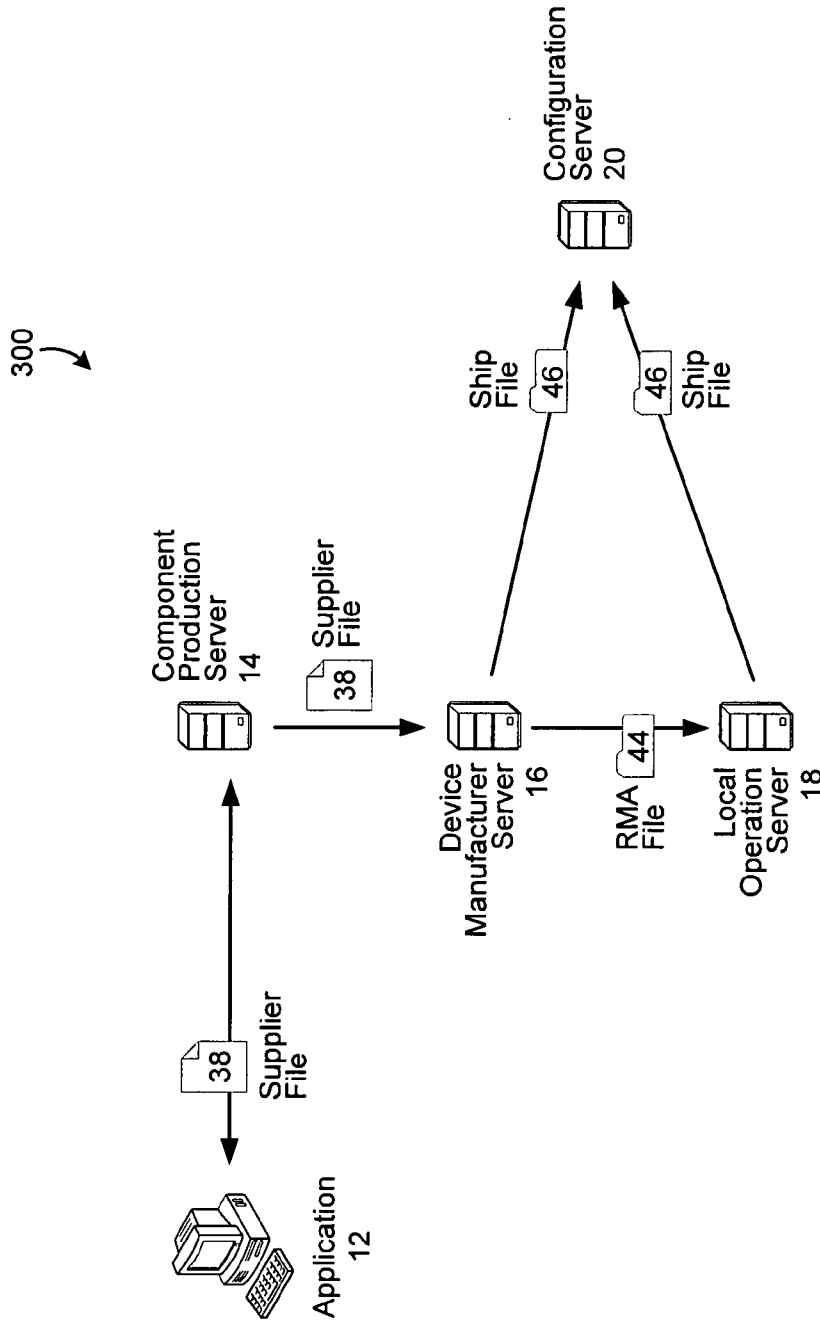 300
Application
12
38
Supplier
File
Component
Production
Server
14
38
Supplier
File
Device
Manufacturer
Server
16
44
RMA
File
Local
Operation
Server
18
Ship
File
46
46
Ship
File
Configuration
Server
20